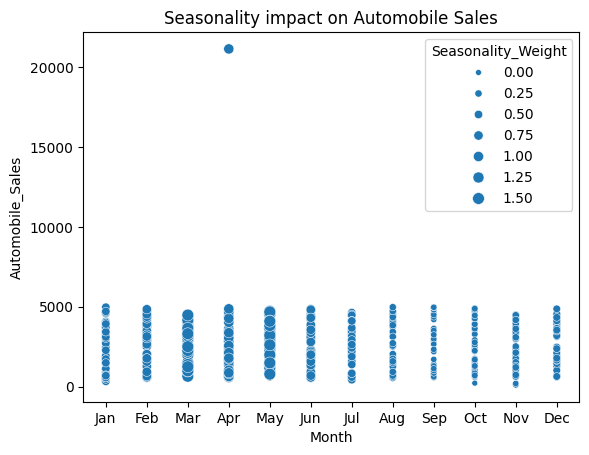 Seasonality impact on Automobile Sales
Automobile_Sales
20000
15000
10000
5000
0
Seasonality_Weight
0.00
0.25
0.50
0.75
1.00
1.25
1.50
Jan Feb Mar Apr May Jun Jul Aug Sep Oct Nov Dec
Month